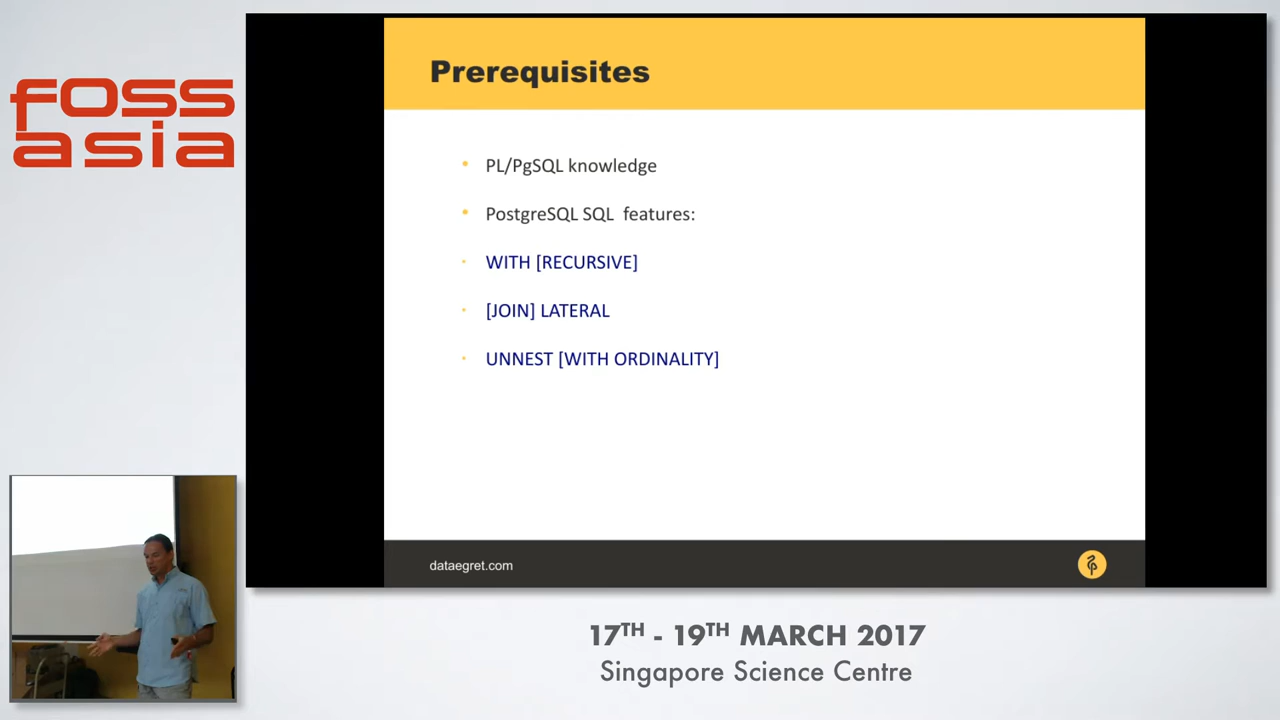 foss
asia
Prerequisites
PL/PgSQL knowledge
PostgreSQL SQL features:
WITH [RECURSIVE]
[JOIN] LATERAL
UNNEST [WITH ORDINALITY]
dataegret.com
17TH - 19TH MARCH 2017
Singapore Science Centre